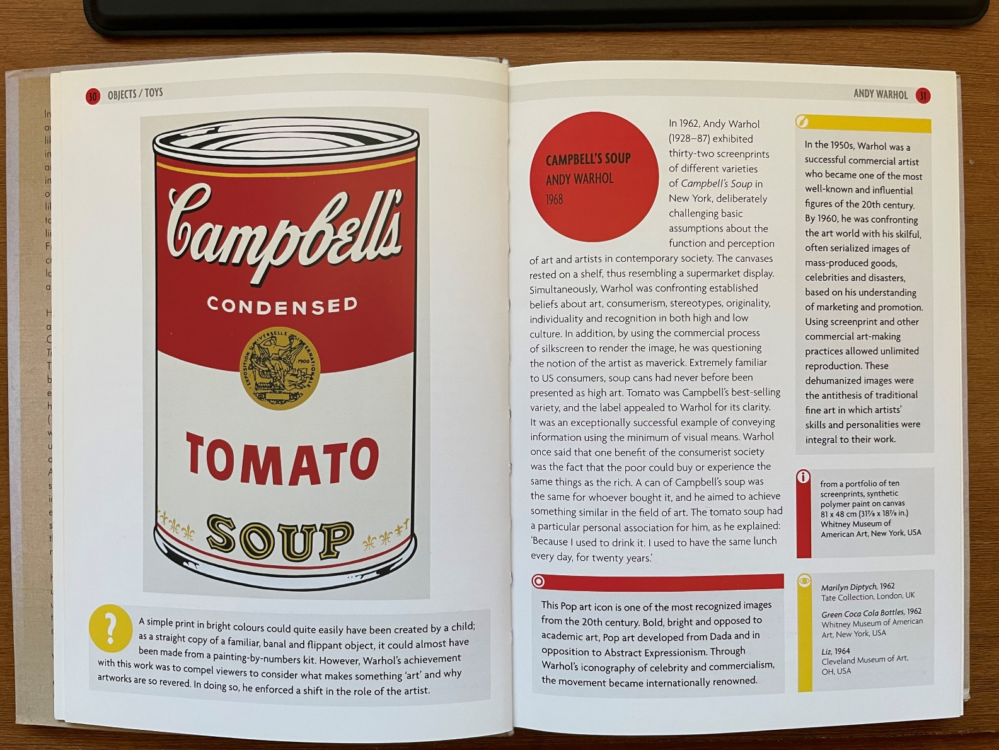 30 OBJECTS / TOYS
Campbell's
CONDENSED
EXPOSITION UNIVERSELLE INTERNATIONALE
1900
TOMATO
SOUP
?
A simple print in bright colours could quite easily have been created by a child;
as a straight copy of a familiar, banal and flippant object, it could almost have
been made from a painting-by-numbers kit. However, Warhol's achievement
with this work was to compel viewers to consider what makes something 'art' and why
artworks are so revered. In doing so, he enforced a shift in the role of the artist.
ANDY WARHOL 31
CAMPBELL'S SOUP
ANDY WARHOL
1968
In 1962, Andy Warhol
(1928–87) exhibited
thirty-two screenprints
of different varieties
of Campbell's Soup in
New York, deliberately
challenging basic
assumptions about the
function and perception
of art and artists in contemporary society. The canvases
rested on a shelf, thus resembling a supermarket display.
Simultaneously, Warhol was confronting established
beliefs about art, consumerism, stereotypes, originality,
individuality and recognition in both high and low
culture. In addition, by using the commercial process
of silkscreen to render the image, he was questioning
the notion of the artist as maverick. Extremely familiar
to US consumers, soup cans had never before been
presented as high art. Tomato was Campbell's best-selling
variety, and the label appealed to Warhol for its clarity.
It was an exceptionally successful example of conveying
information using the minimum of visual means. Warhol
once said that one benefit of the consumerist society
was the fact that the poor could buy or experience the
same things as the rich. A can of Campbell's soup was
the same for whoever bought it, and he aimed to achieve
something similar in the field of art. The tomato soup had
a particular personal association for him, as he explained:
'Because I used to drink it. I used to have the same lunch
every day, for twenty years.'
This Pop art icon is one of the most recognized images
from the 20th century. Bold, bright and opposed to
academic art, Pop art developed from Dada and in
opposition to Abstract Expressionism. Through
Warhol's iconography of celebrity and commercialism,
the movement became internationally renowned.
In the 1950s, Warhol was a
successful commercial artist
who became one of the most
well-known and influential
figures of the 20th century.
By 1960, he was confronting
the art world with his skilful,
often serialized images of
mass-produced goods,
celebrities and disasters,
based on his understanding
of marketing and promotion.
Using screenprint and other
commercial art-making
practices allowed unlimited
reproduction. These
dehumanized images were
the antithesis of traditional
fine art in which artists'
skills and personalities were
integral to their work.
from a portfolio of ten
screenprints, synthetic
polymer paint on canvas
81 x 48 cm (31⅞ x 18⅞ in.)
Whitney Museum of
American Art, New York, USA
Marilyn Diptych, 1962
Tate Collection, London, UK
Green Coca Cola Bottles, 1962
Whitney Museum of American
Art, New York, USA
Liz, 1964
Cleveland Museum of Art,
OH, USA